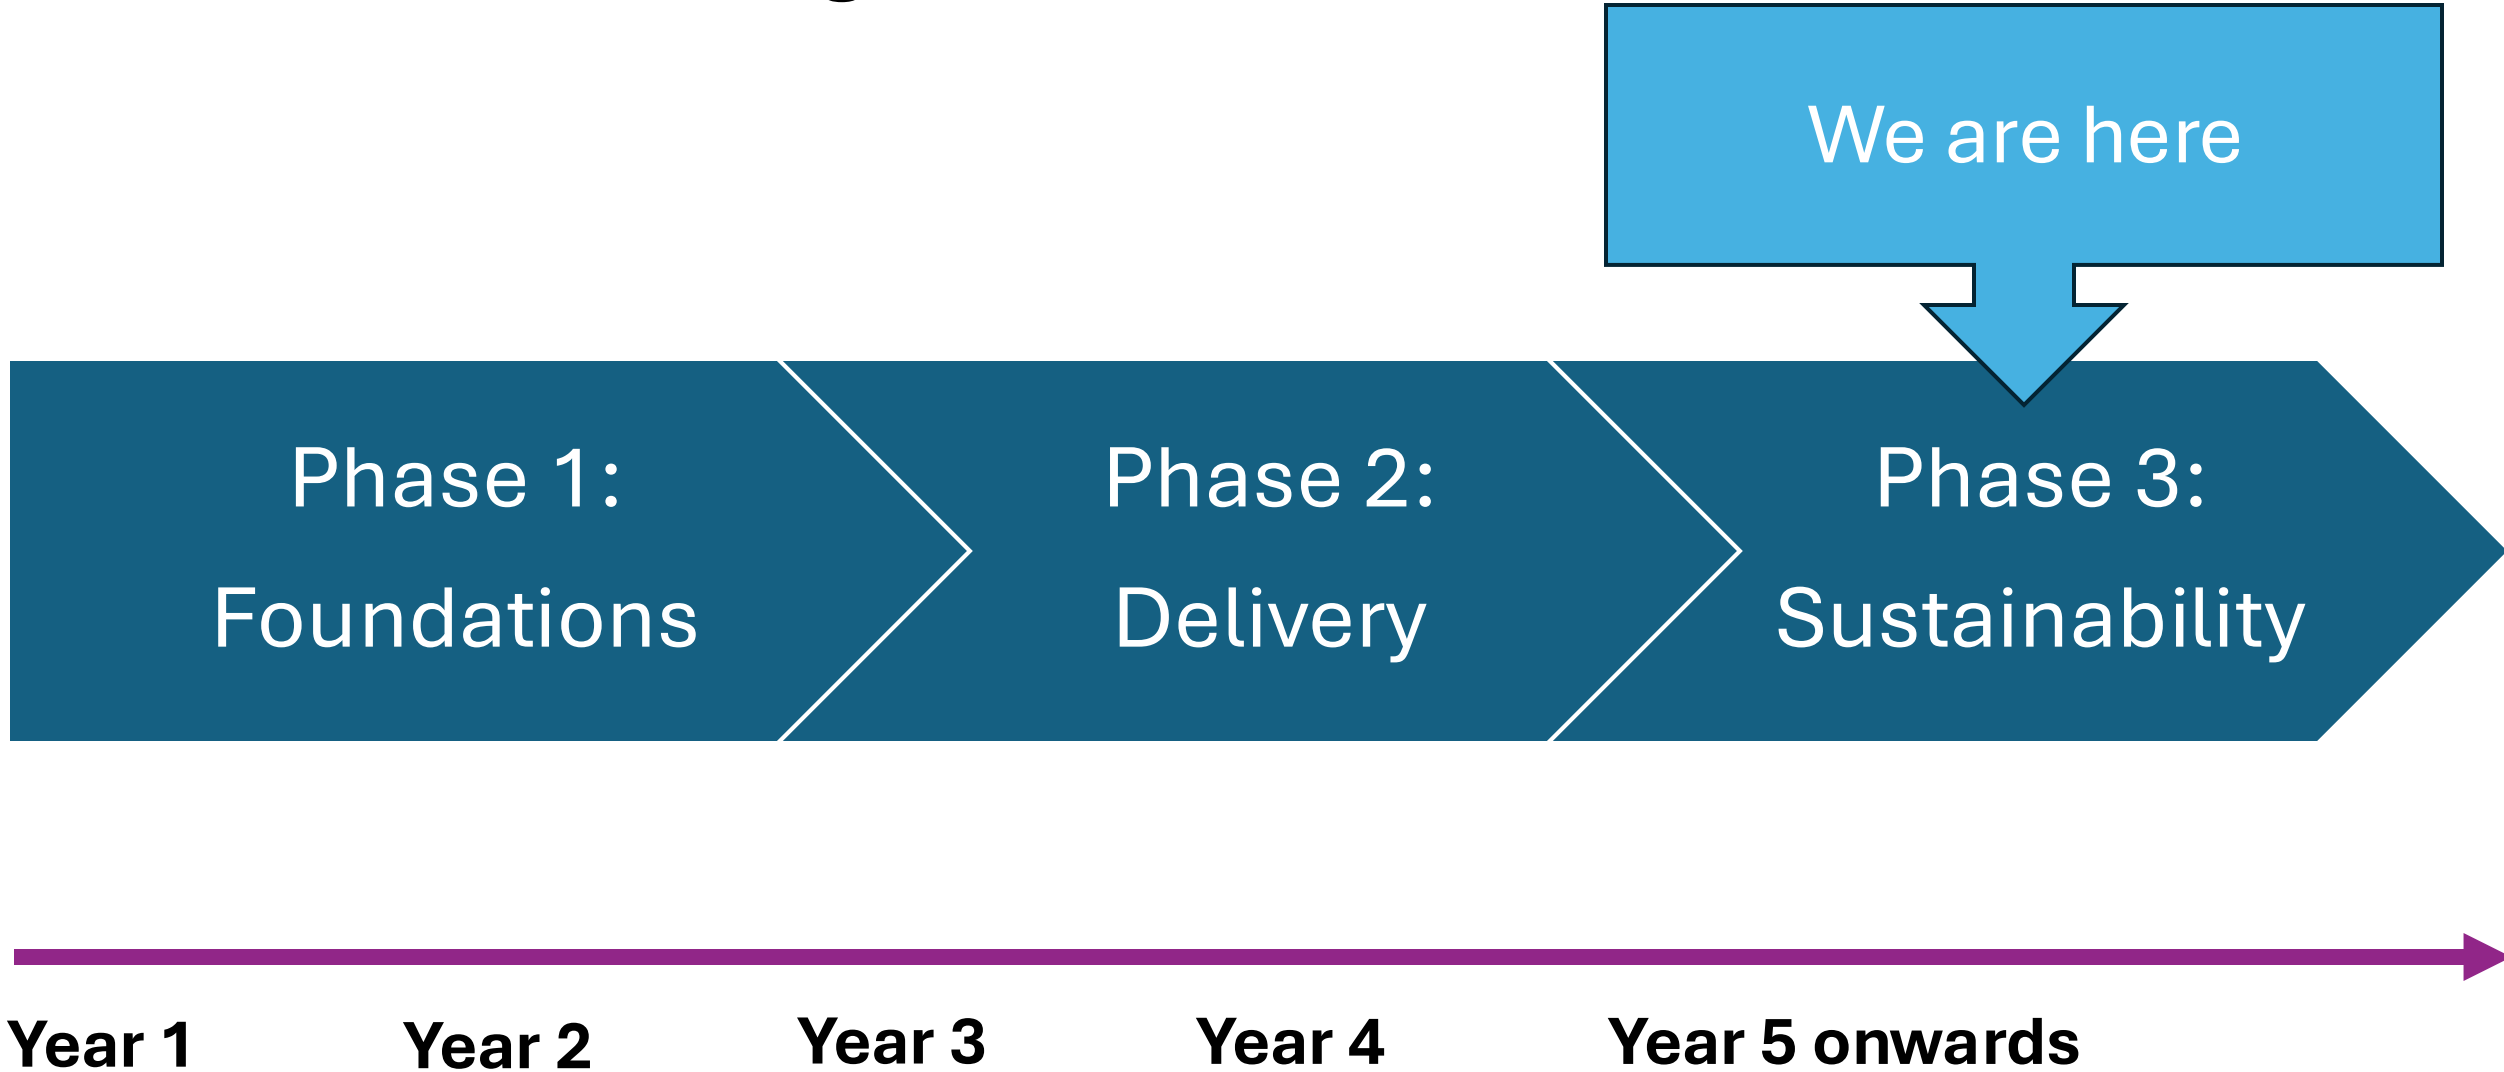 We are here
Phase 1:
Foundations
Phase 2:
Delivery
Phase 3:
Sustainability
Year 1
Year 2
Year 3
Year 4
Year 5 onwards